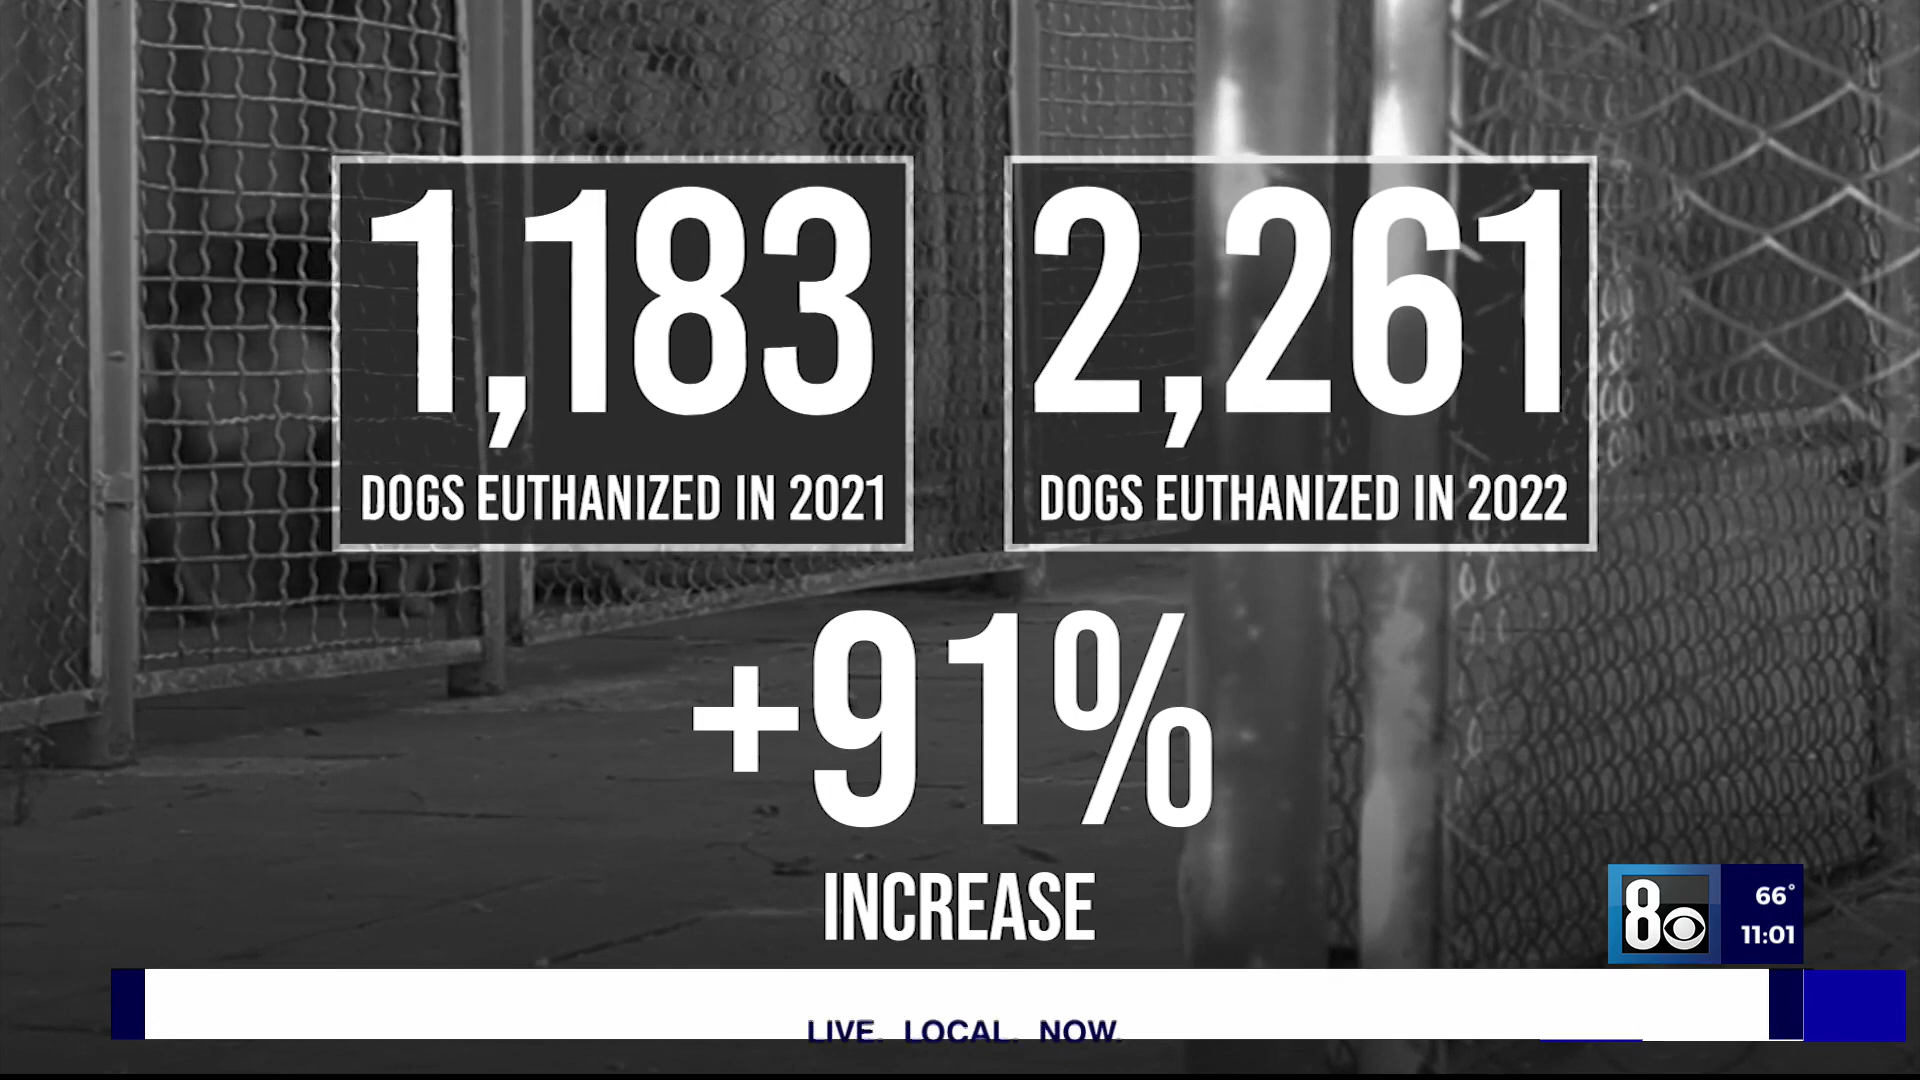 1,183
DOGS EUTHANIZED IN 2021
2,261
DOGS EUTHANIZED IN 2022
+91%
INCREASE
8
66°
11:01
LIVE. LOCAL. NOW.